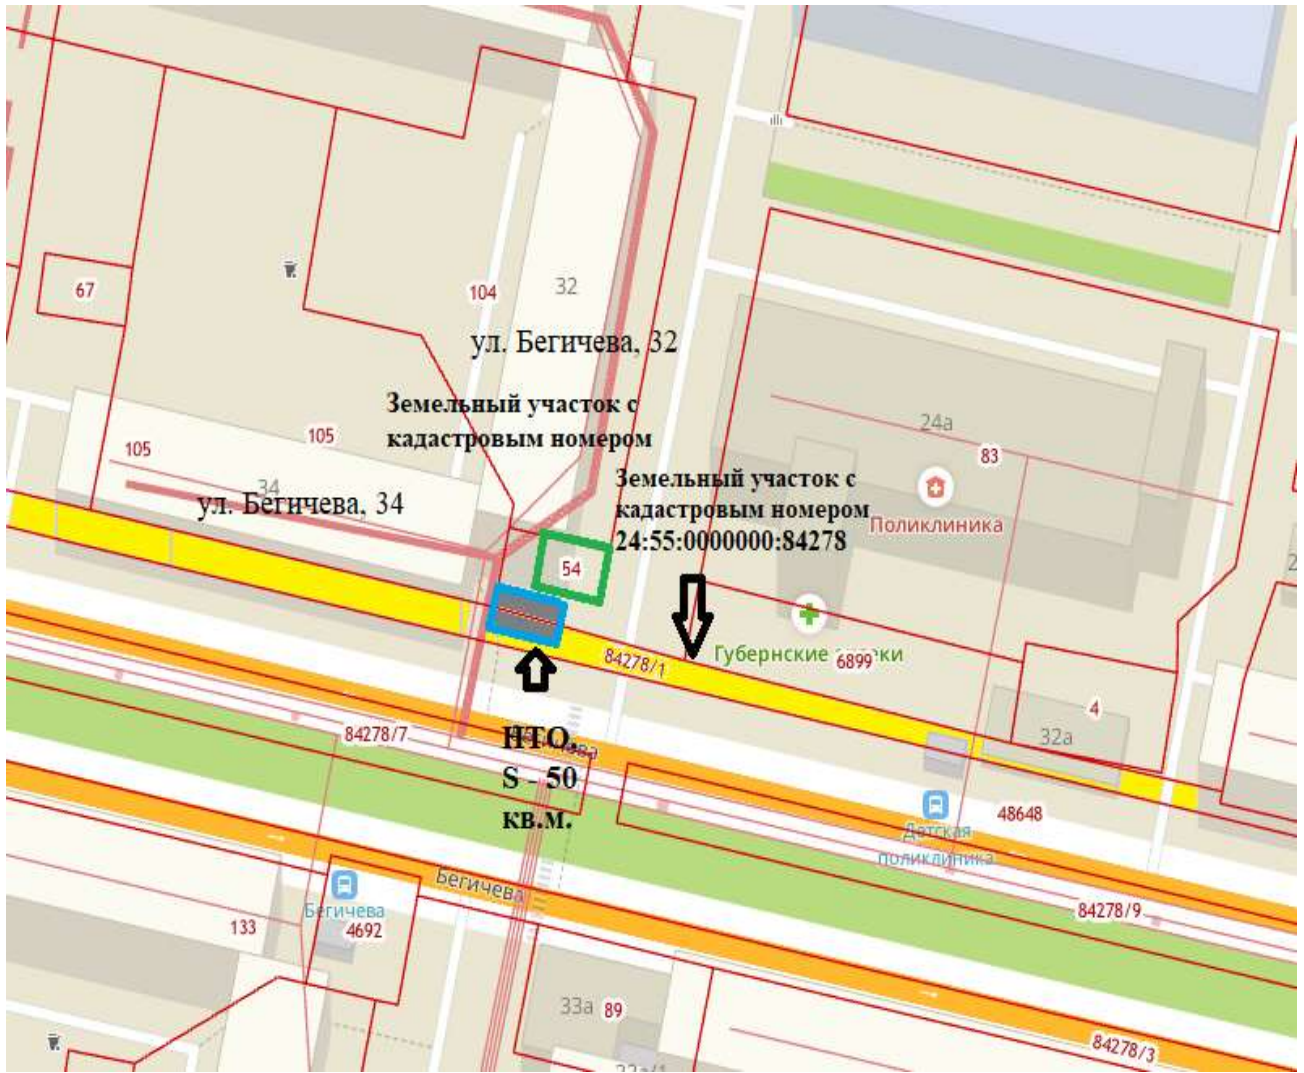 67
104
32
ул. Бегичева, 32
Земельный участок с
кадастровым номером
105
105
34
ул. Бегичева, 34
24а
83
Поликлиника
Земельный участок с
кадастровым номером
24:55:0000000:84278
54
84278/1
Губернские
6899
4
32а
НТО.
S - 50
кв.м.
84278/7
48648
Детская
поликлиника
84278/9
Бегичева
Бегичева
4692
133
33а
89
84278/3